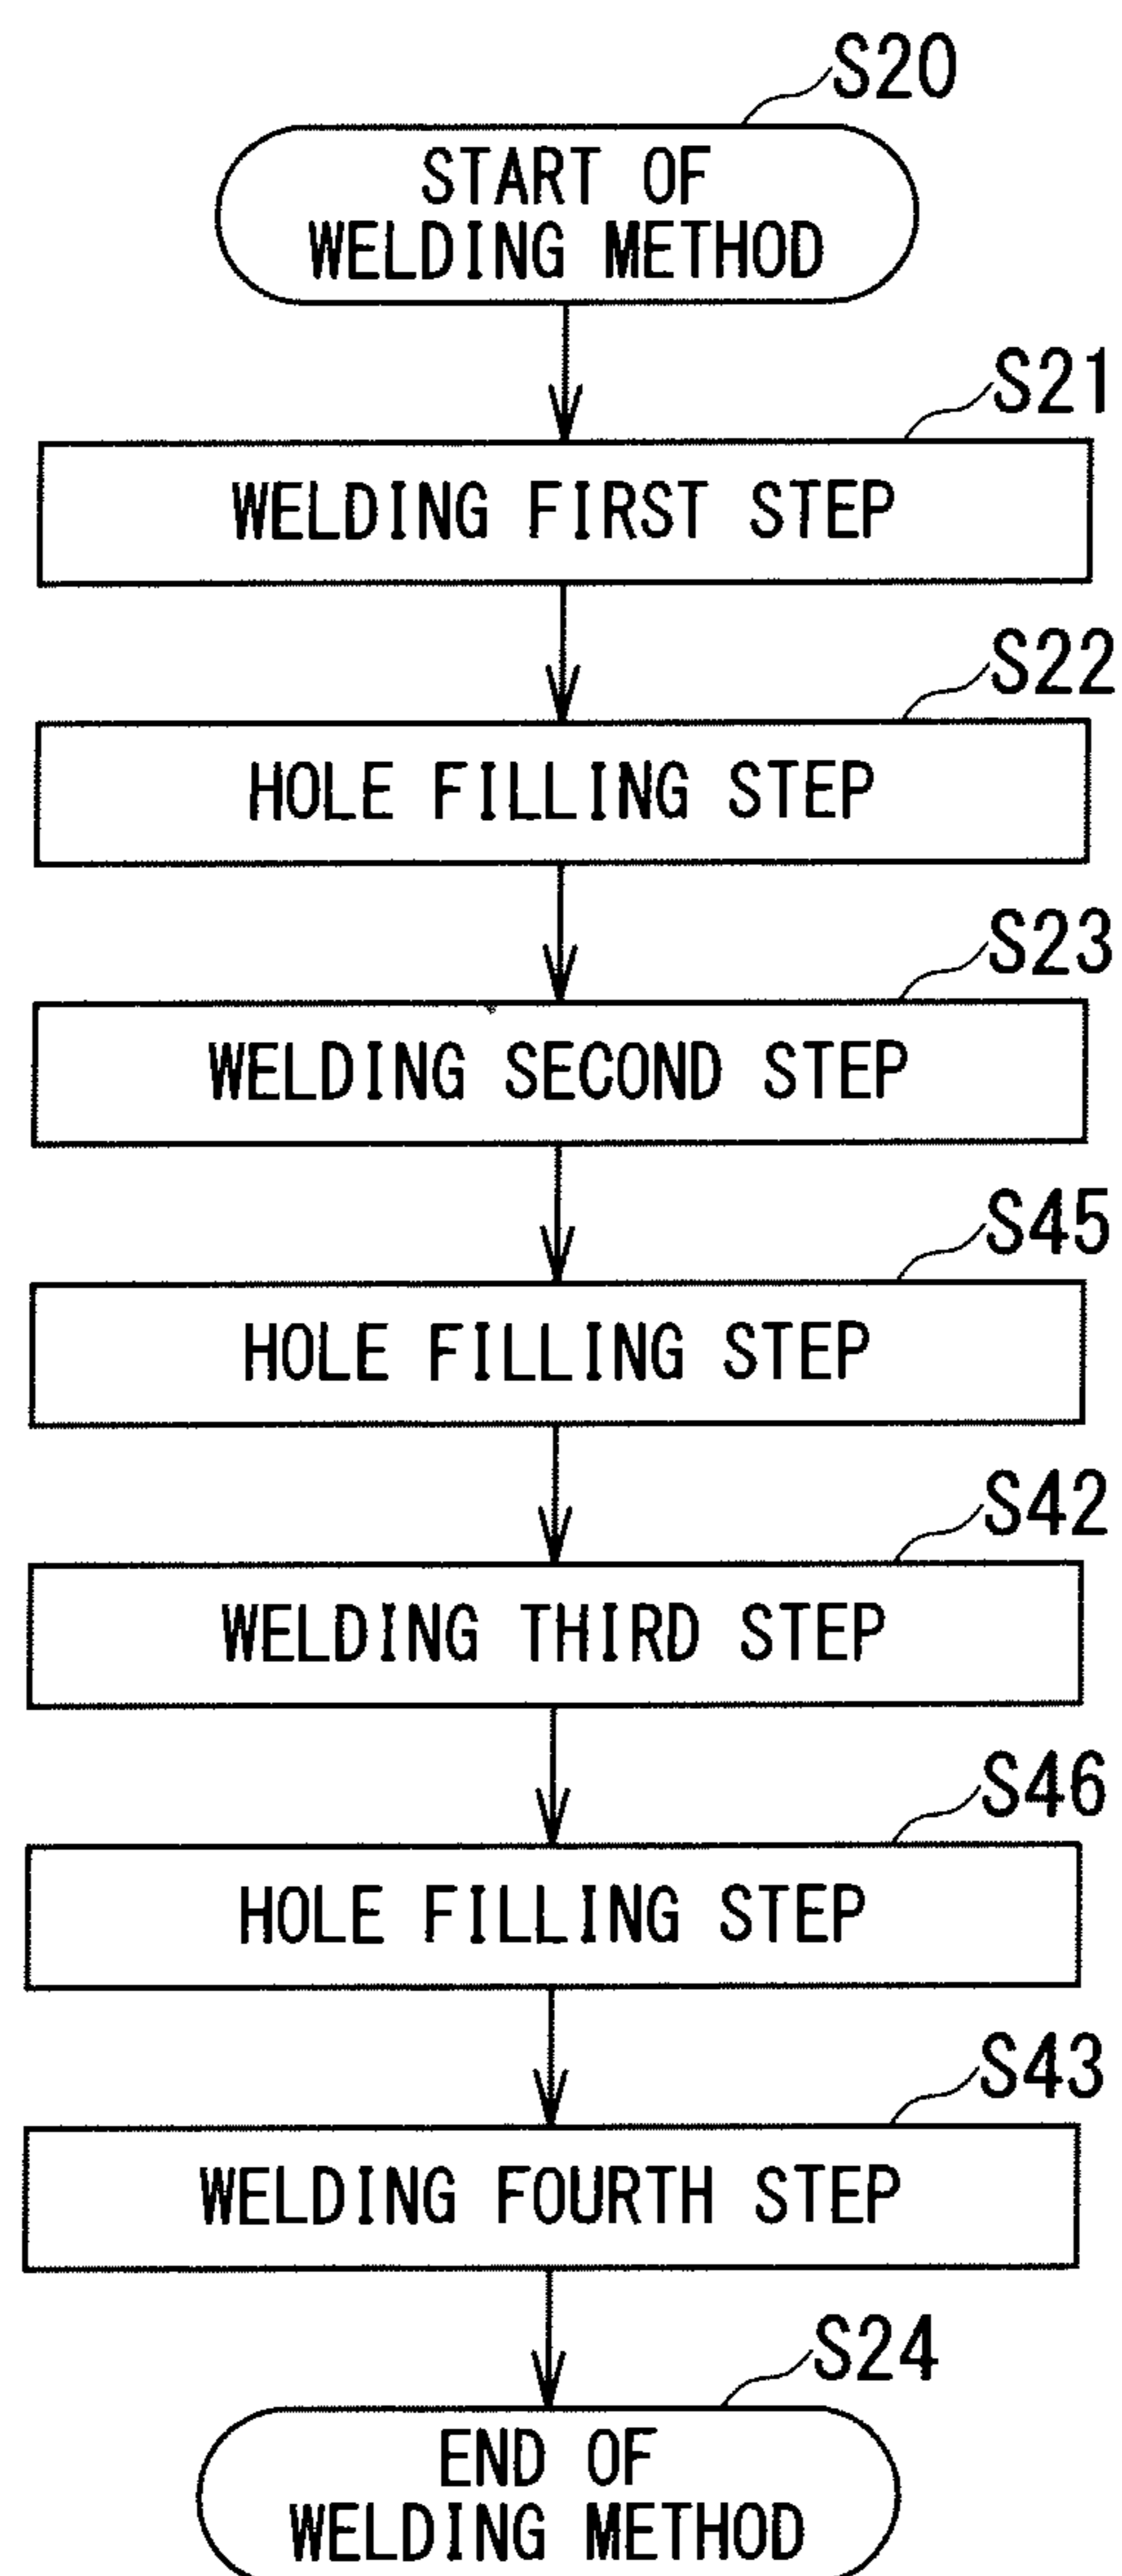 S20
START OF
WELDING METHOD
S21
WELDING FIRST STEP
S22
HOLE FILLING STEP
S23
WELDING SECOND STEP
S45
HOLE FILLING STEP
S42
WELDING THIRD STEP
S46
HOLE FILLING STEP
S43
WELDING FOURTH STEP
S24
END OF
WELDING METHOD